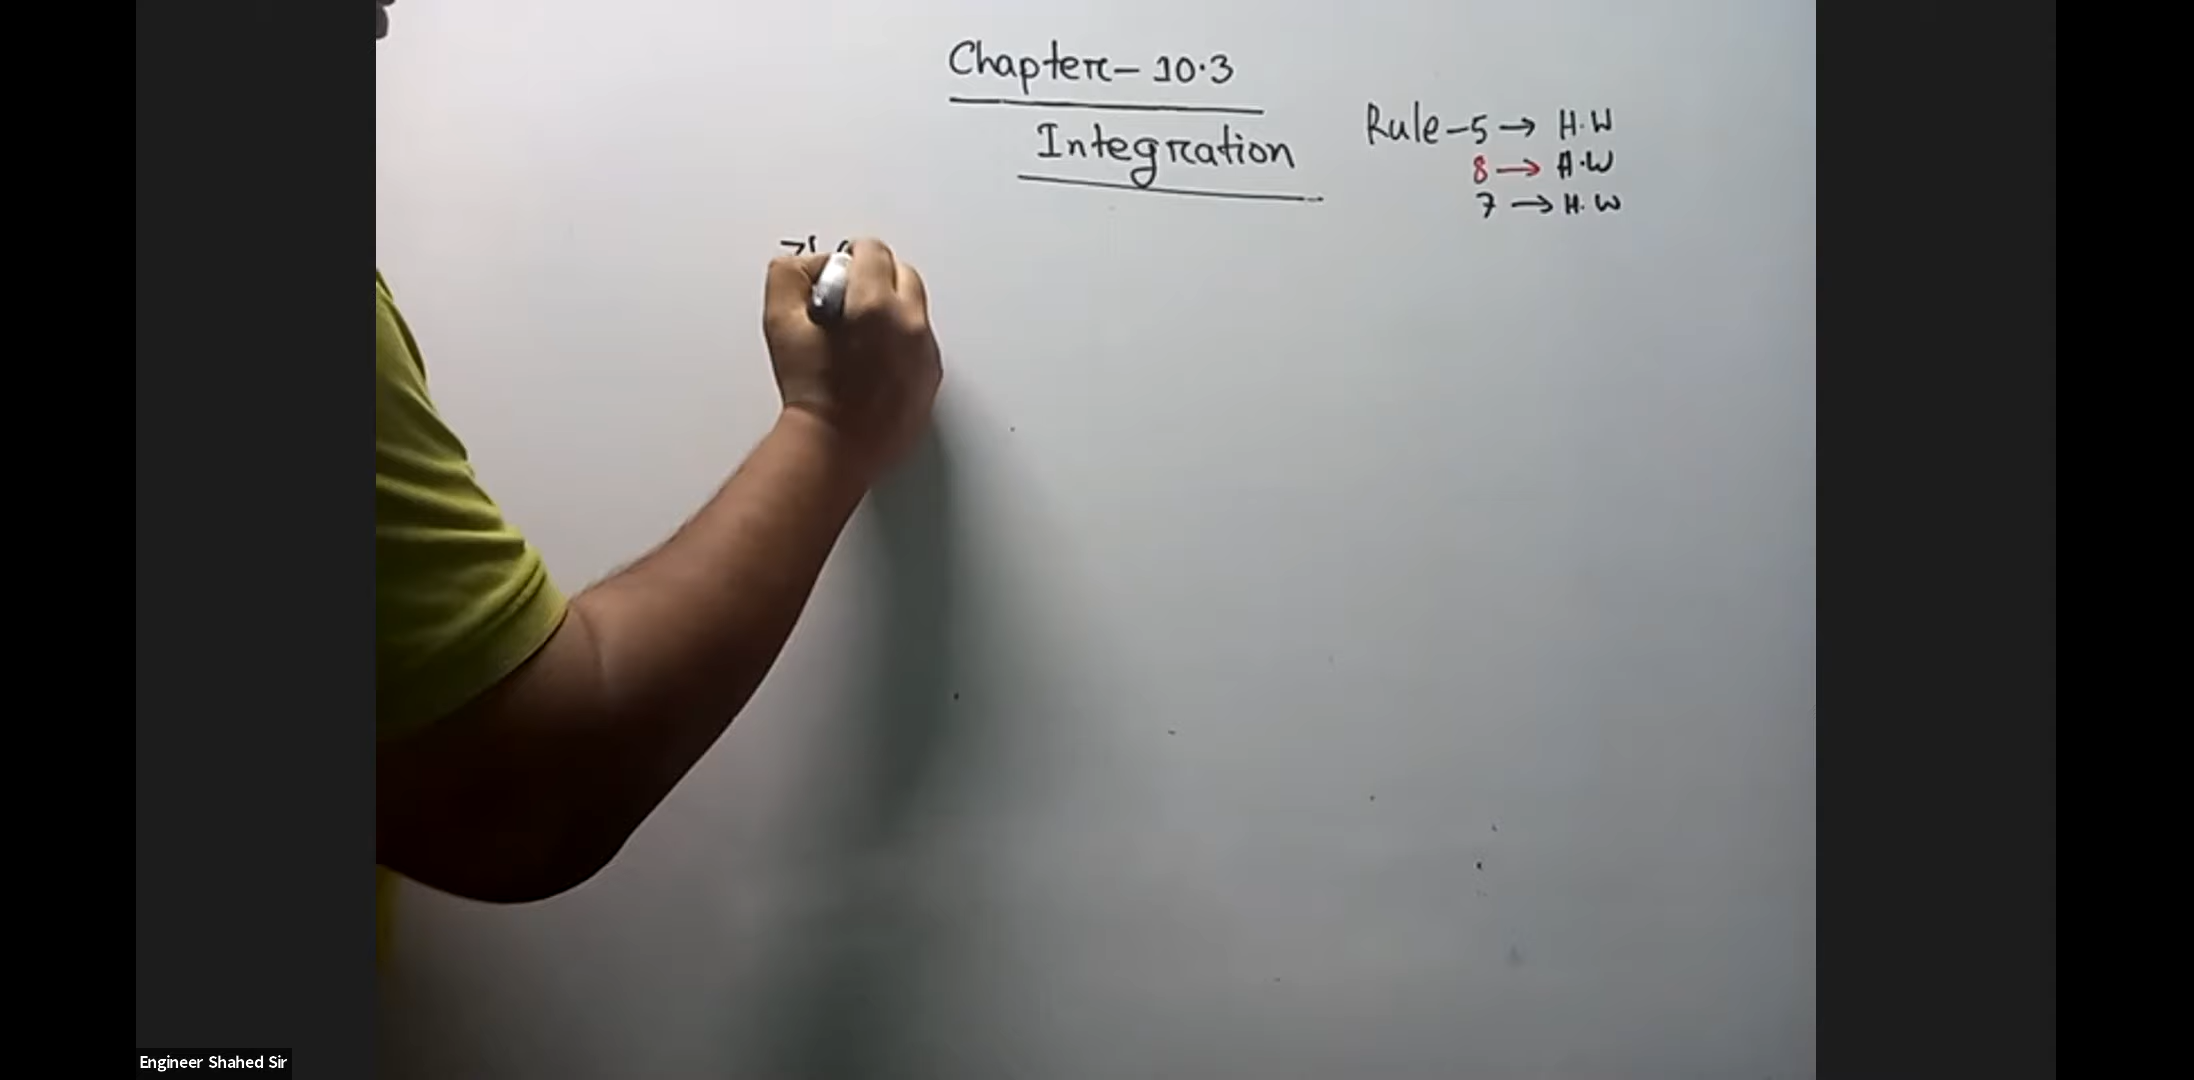 Chapter- 10.3
Integration
Rule-5 → H.W
8 → H.W
7 → H.W
Engineer Shahed Sir